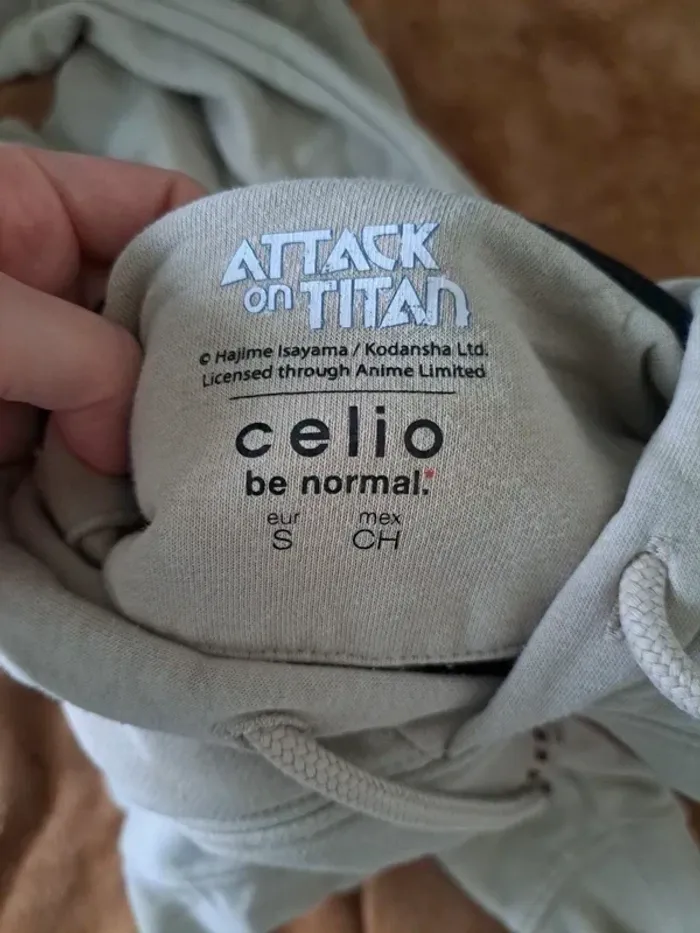 ATTACK
on TITAN
© Hajime Isayama / Kodansha Ltd.
Licensed through Anime Limited
celio
be normal.*
eur mex
S CH